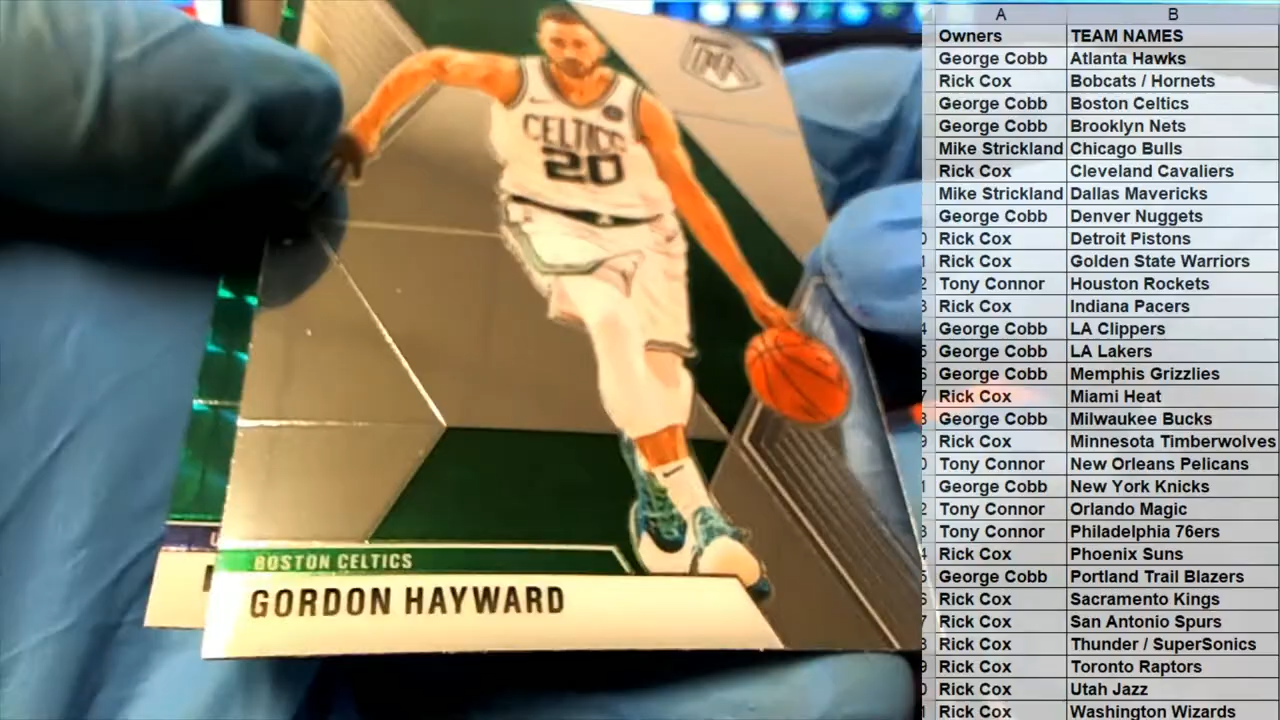 CELTICS
20
BOSTON CELTICS
GORDON HAYWARD
A B
Owners TEAM NAMES
George Cobb Atlanta Hawks
Rick Cox Bobcats / Hornets
George Cobb Boston Celtics
George Cobb Brooklyn Nets
Mike Strickland Chicago Bulls
Rick Cox Cleveland Cavaliers
Mike Strickland Dallas Mavericks
George Cobb Denver Nuggets
Rick Cox Detroit Pistons
Rick Cox Golden State Warriors
Tony Connor Houston Rockets
Rick Cox Indiana Pacers
George Cobb LA Clippers
George Cobb LA Lakers
George Cobb Memphis Grizzlies
Rick Cox Miami Heat
George Cobb Milwaukee Bucks
Rick Cox Minnesota Timberwolves
Tony Connor New Orleans Pelicans
George Cobb New York Knicks
Tony Connor Orlando Magic
Tony Connor Philadelphia 76ers
Rick Cox Phoenix Suns
George Cobb Portland Trail Blazers
Rick Cox Sacramento Kings
Rick Cox San Antonio Spurs
Rick Cox Thunder / SuperSonics
Rick Cox Toronto Raptors
Rick Cox Utah Jazz
Rick Cox Washington Wizards